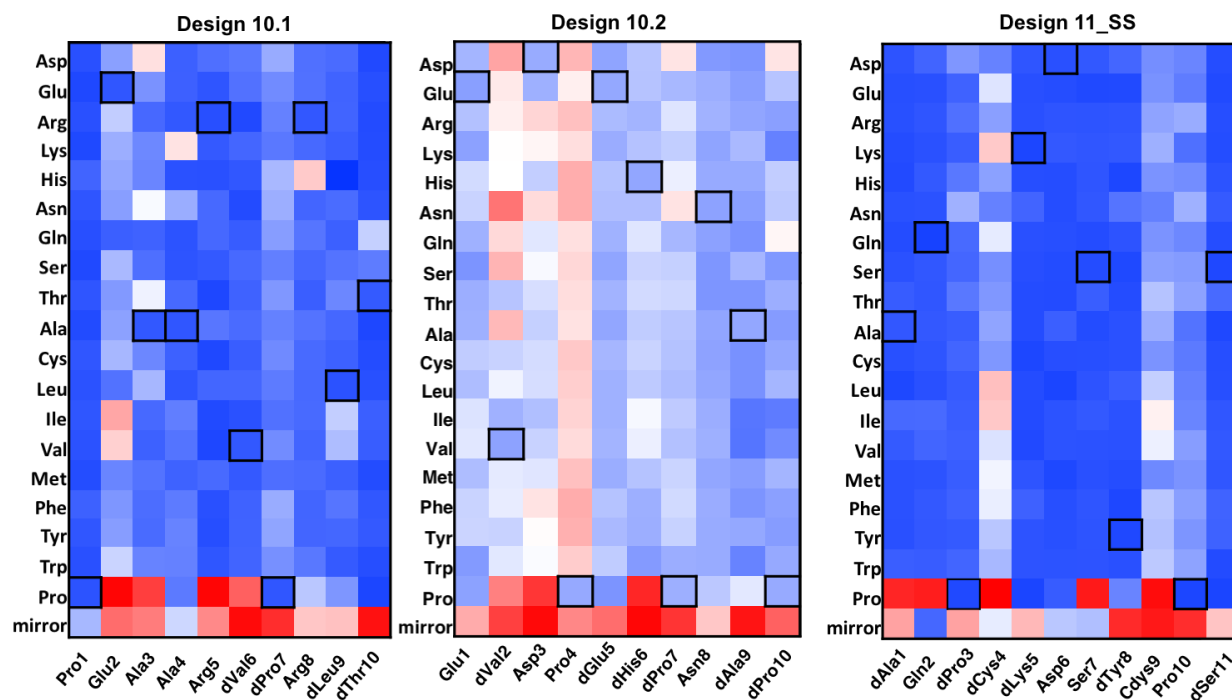 Design 10.1
Asp
Glu
Arg
Lys
His
Asn
Gln
Ser
Thr
Ala
Cys
Leu
Ile
Val
Met
Phe
Tyr
Trp
Pro
mirror
Pro1 Glu2 Ala3 Ala4 Arg5 dVal6 dPro7 Arg8 dLeu9 dThr10
Design 10.2
Asp
Glu
Arg
Lys
His
Asn
Gln
Ser
Thr
Ala
Cys
Leu
Ile
Val
Met
Phe
Tyr
Trp
Pro
mirror
Glu1 dVal2 Asp3 Pro4 dGlu5 dHis6 dPro7 Asn8 dAla9 dPro10
Design 11_SS
Asp
Glu
Arg
Lys
His
Asn
Gln
Ser
Thr
Ala
Cys
Leu
Ile
Val
Met
Phe
Tyr
Trp
Pro
mirror
dAla1 Gln2 dPro3 dCys4 dLys5 Asp6 Ser7 dTyr8 Cdys9 Pro10 dSer11